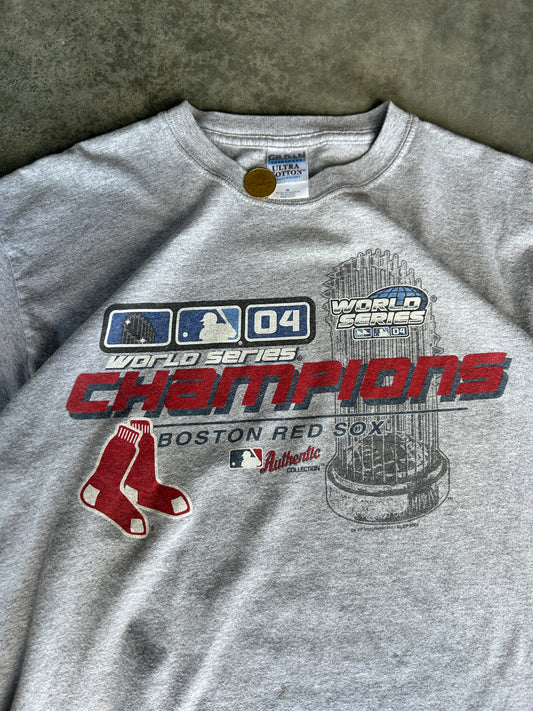 GILDAN
ULTRA
COTTON
M
04
WORLD SERIES
WORLD
SERIES
04
CHAMPIONS
BOSTON RED SOX
Authentic
COLLECTION